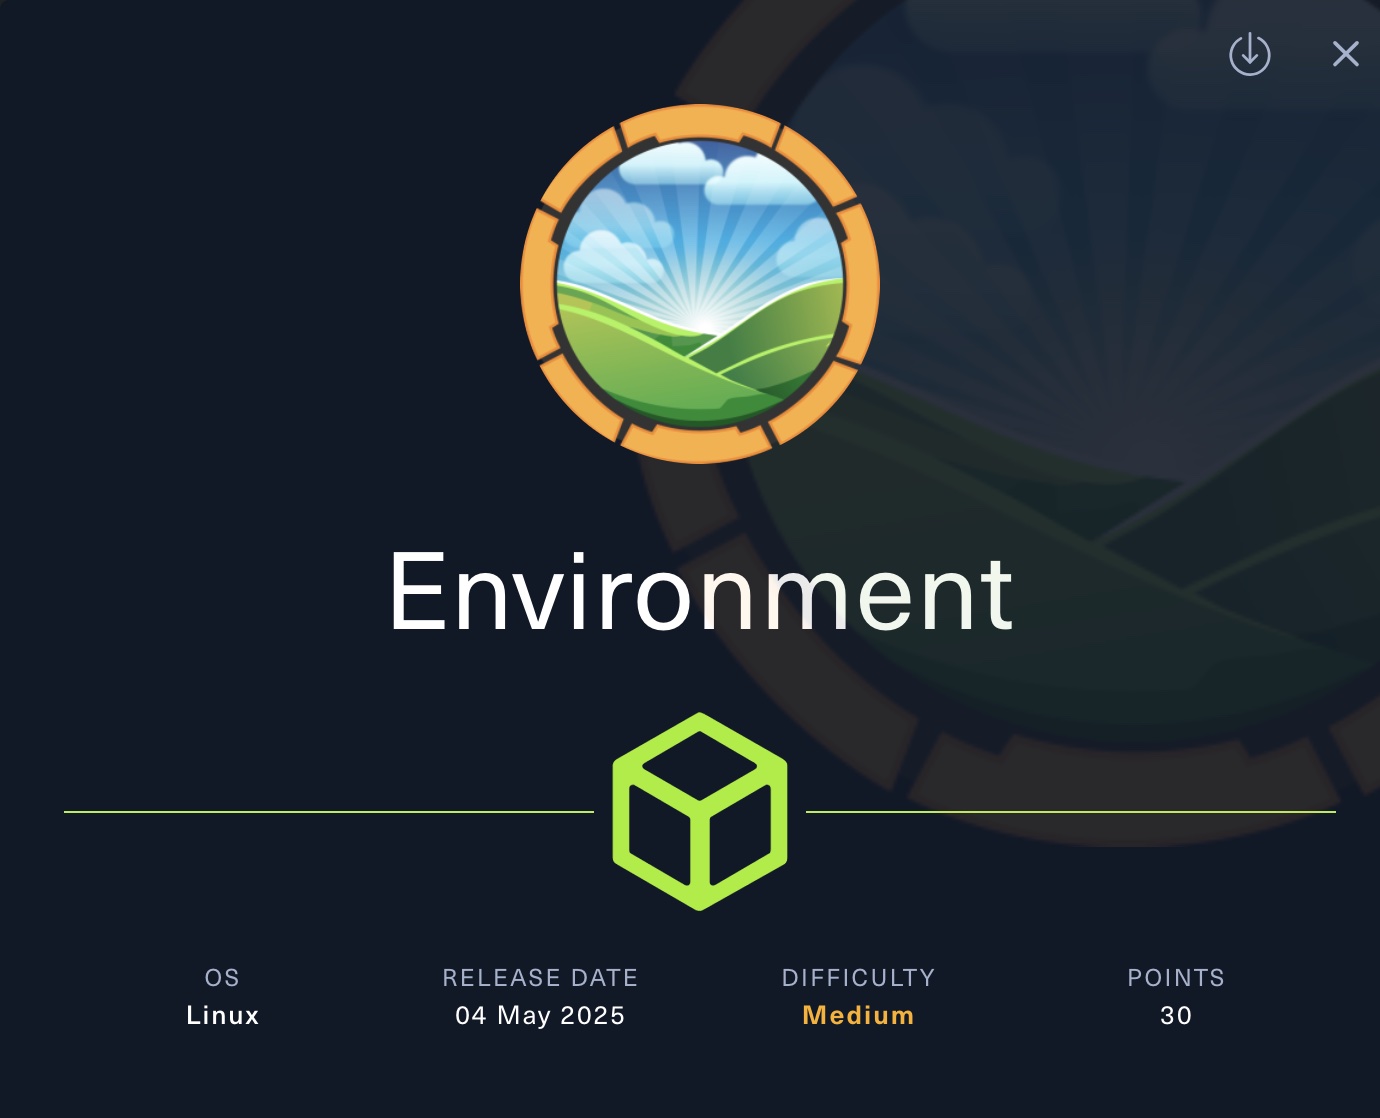 Environment
OS
Linux
RELEASE DATE
04 May 2025
DIFFICULTY
Medium
POINTS
30